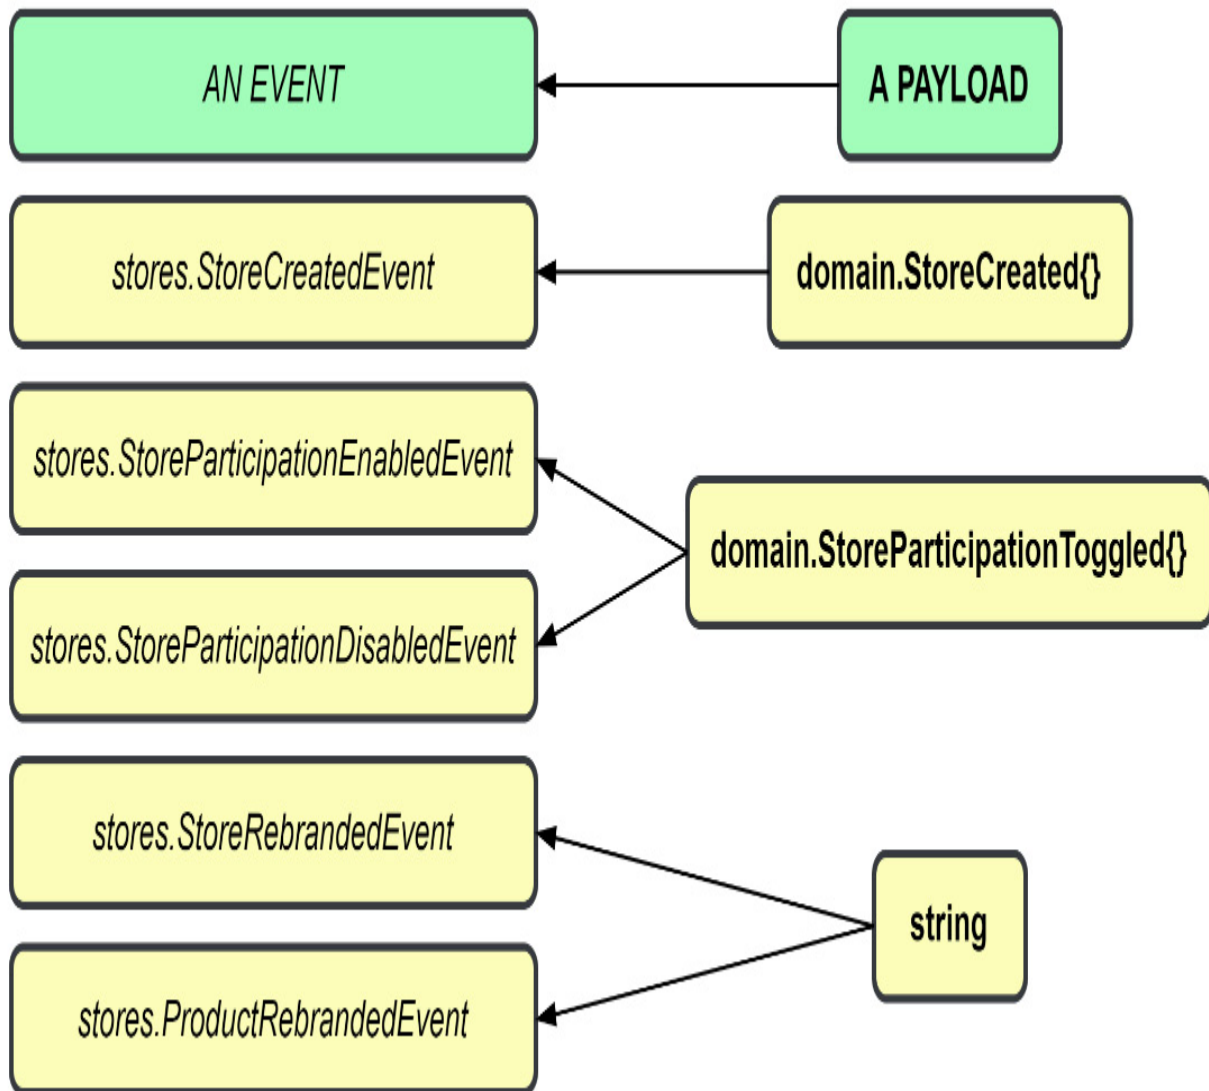 AN EVENT
A PAYLOAD
stores.StoreCreatedEvent
domain.StoreCreated{}
stores.StoreParticipationEnabledEvent
domain.StoreParticipationToggled{}
stores.StoreParticipationDisabledEvent
stores.StoreRebrandedEvent
string
stores.ProductRebrandedEvent